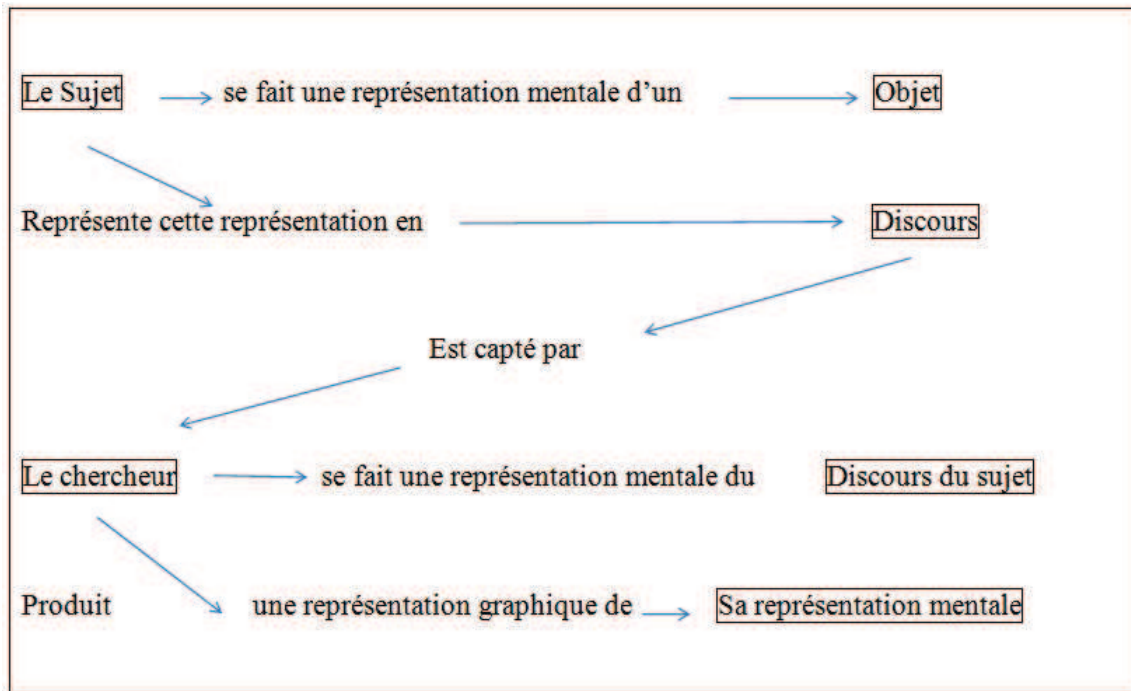 Le Sujet se fait une représentation mentale d’un Objet
Représente cette représentation en Discours
Est capté par
Le chercheur se fait une représentation mentale du Discours du sujet
Produit une représentation graphique de Sa représentation mentale